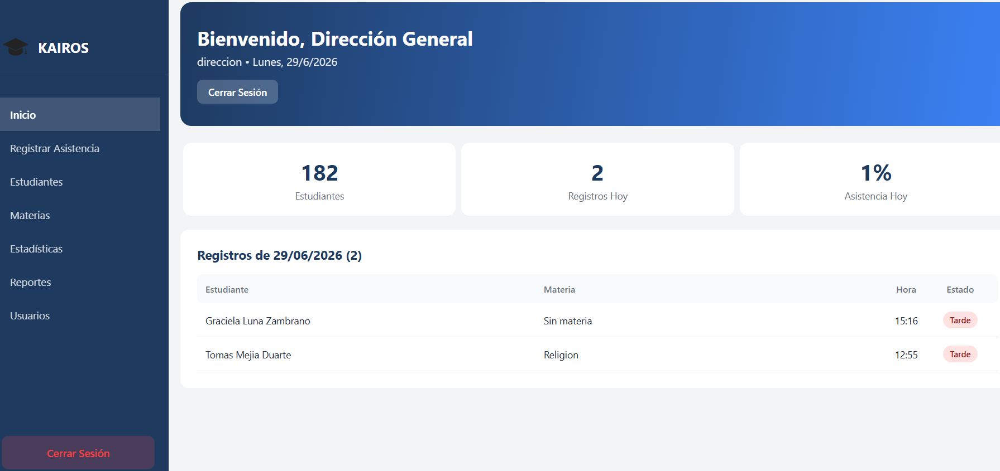 KAIROS
Inicio
Registrar Asistencia
Estudiantes
Materias
Estadísticas
Reportes
Usuarios
Cerrar Sesión
Bienvenido, Dirección General
direccion • Lunes, 29/6/2026
Cerrar Sesión
182
Estudiantes
2
Registros Hoy
1%
Asistencia Hoy
Registros de 29/06/2026 (2)
Estudiante Materia Hora Estado
Graciela Luna Zambrano Sin materia 15:16 Tarde
Tomas Mejia Duarte Religion 12:55 Tarde